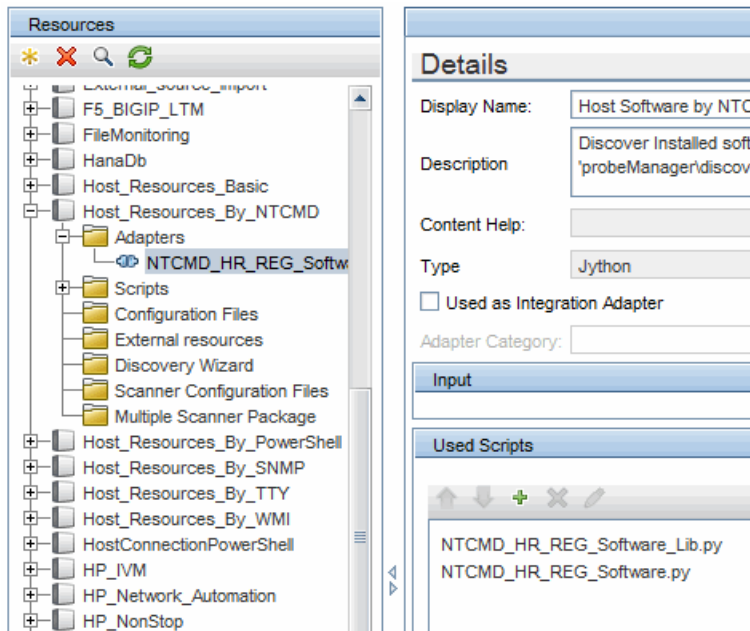 Resources
External_source_import
F5_BIGIP_LTM
FileMonitoring
HanaDb
Host_Resources_Basic
Host_Resources_By_NTCMD
Adapters
NTCMD_HR_REG_Softwa
Scripts
Configuration Files
External resources
Discovery Wizard
Scanner Configuration Files
Multiple Scanner Package
Host_Resources_By_PowerShell
Host_Resources_By_SNMP
Host_Resources_By_TTY
Host_Resources_By_WMI
HostConnectionPowerShell
HP_IVM
HP_Network_Automation
HP_NonStop
Details
Display Name: Host Software by NTC
Description
Discover Installed soft
'probeManager\discov
Content Help:
Type Jython
Used as Integration Adapter
Adapter Category:
Input
Used Scripts
NTCMD_HR_REG_Software_Lib.py
NTCMD_HR_REG_Software.py